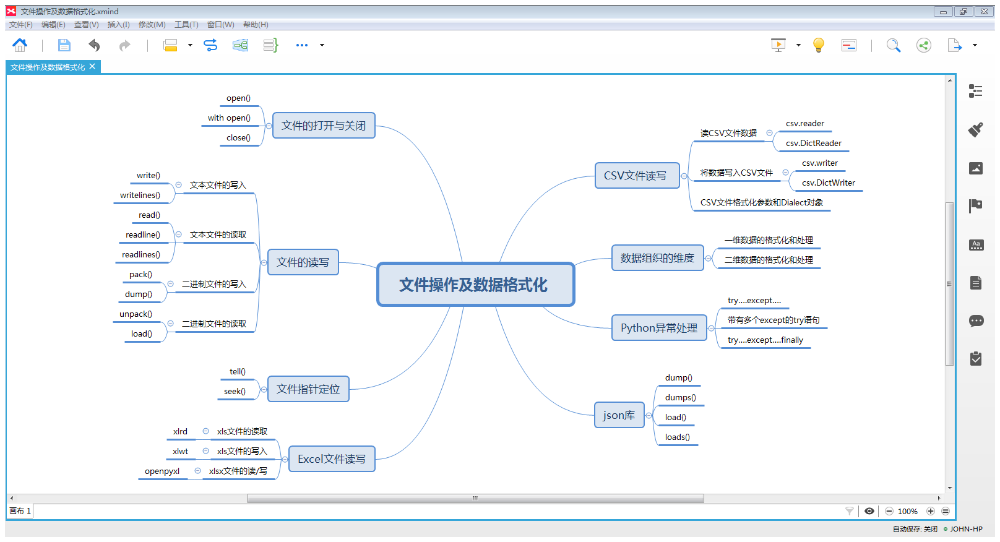 文件操作及数据格式化.xmind
文件(F) 编辑(E) 查看(V) 插入(I) 修改(M) 工具(T) 窗口(W) 帮助(H)
文件操作及数据格式化
open()
with open()
close()
文件的打开与关闭
write()
writelines()
文本文件的写入
read()
readline()
readlines()
文本文件的读取
pack()
dump()
二进制文件的写入
unpack()
load()
二进制文件的读取
文件的读写
tell()
seek()
文件指针定位
xlrd
xls文件的读取
xlwt
xls文件的写入
openpyxl
xlsx文件的读/写
Excel文件读写
文件操作及数据格式化
CSV文件读写
读CSV文件数据
csv.reader
csv.DictReader
将数据写入CSV文件
csv.writer
csv.DictWriter
CSV文件格式化参数和Dialect对象
数据组织的维度
一维数据的格式化和处理
二维数据的格式化和处理
Python异常处理
try....except....
带有多个except的try语句
try....except....finally
json库
dump()
dumps()
load()
loads()
Aa
画布 1
100%
自动保存: 关闭 JOHN-HP